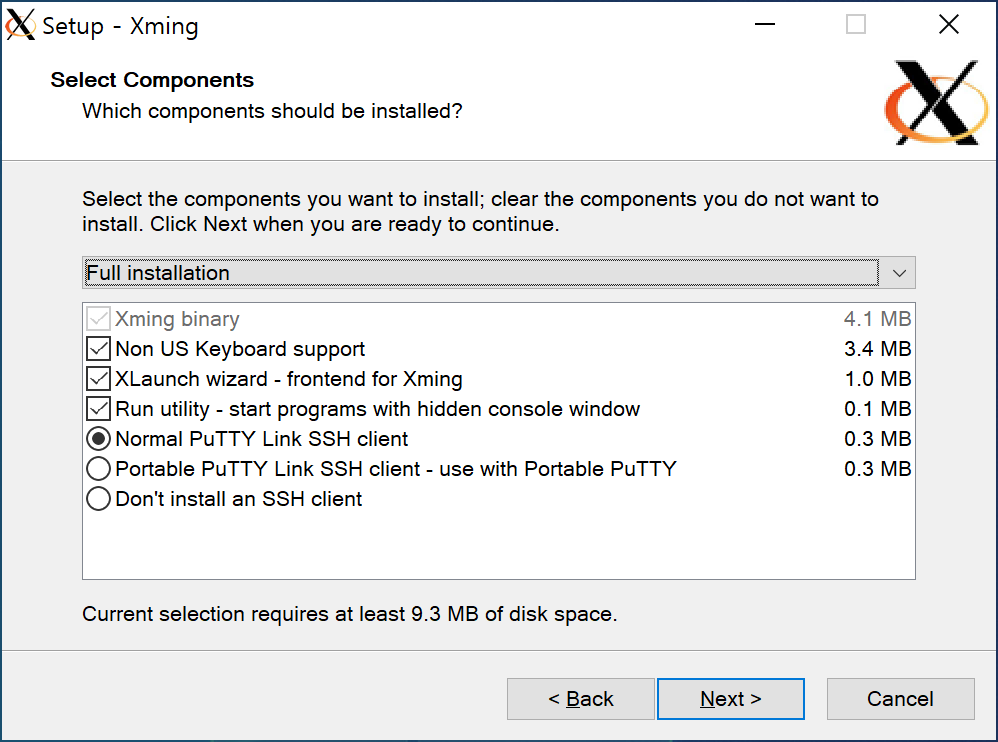 Setup - Xming
Select Components
Which components should be installed?
Select the components you want to install; clear the components you do not want to
install. Click Next when you are ready to continue.
Full installation
Xming binary 4.1 MB
Non US Keyboard support 3.4 MB
XLaunch wizard - frontend for Xming 1.0 MB
Run utility - start programs with hidden console window 0.1 MB
Normal PuTTY Link SSH client 0.3 MB
Portable PuTTY Link SSH client - use with Portable PuTTY 0.3 MB
Don't install an SSH client
Current selection requires at least 9.3 MB of disk space.
< Back Next > Cancel